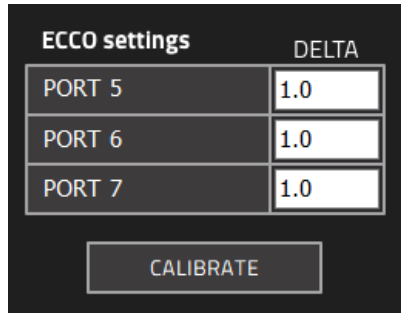 ECCO settings DELTA
PORT 5 1.0
PORT 6 1.0
PORT 7 1.0
CALIBRATE